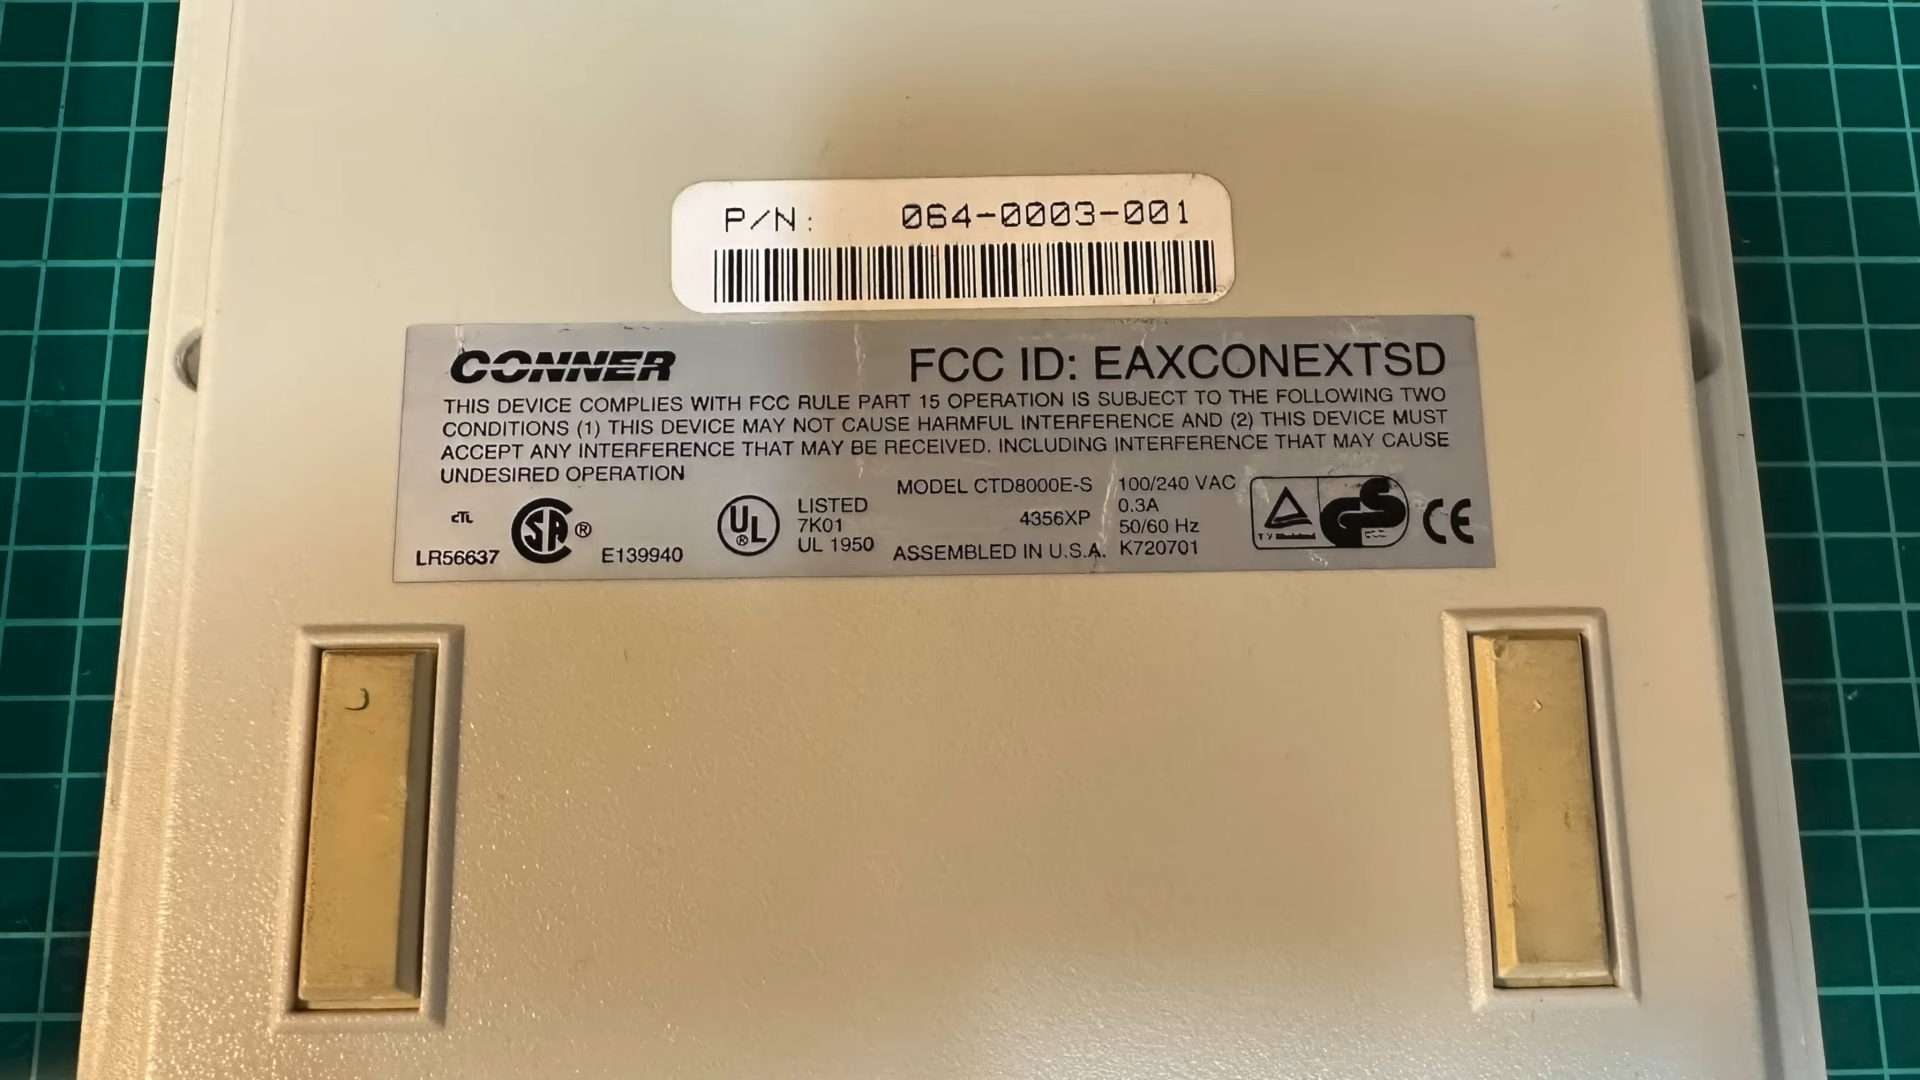 P/N: 064-0003-001
CONNER FCC ID: EAXCONEXTSD
THIS DEVICE COMPLIES WITH FCC RULE PART 15 OPERATION IS SUBJECT TO THE FOLLOWING TWO
CONDITIONS (1) THIS DEVICE MAY NOT CAUSE HARMFUL INTERFERENCE AND (2) THIS DEVICE MUST
ACCEPT ANY INTERFERENCE THAT MAY BE RECEIVED. INCLUDING INTERFERENCE THAT MAY CAUSE
UNDESIRED OPERATION
MODEL CTD8000E-S 100/240 VAC
LISTED 0.3A
7K01 4356XP 50/60 Hz
UL 1950 ASSEMBLED IN U.S.A. K720701
LR56637 SA® E139940 UL® CE